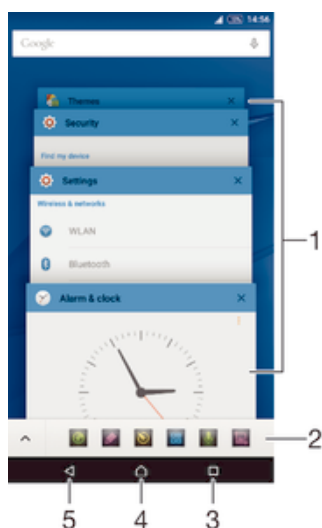 14:56
Google
Themes
Security
Find my device
Settings
Wireless & networks
WLAN
Bluetooth
Alarm & clock
1
2
5 4 3